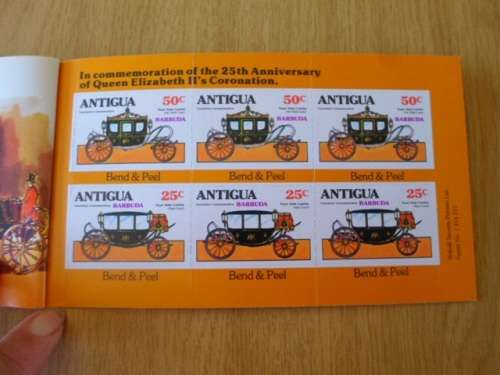 In commemoration of the 25th Anniversary
of Queen Elizabeth II's Coronation.
ANTIGUA 50c
BARBUDA
ANTIGUA 50c
BARBUDA
ANTIGUA 50c
BARBUDA
Bend & Peel
Bend & Peel
Bend & Peel
ANTIGUA 25c
BARBUDA
ANTIGUA 25c
BARBUDA
ANTIGUA 25c
BARBUDA
Bend & Peel
Bend & Peel
Bend & Peel